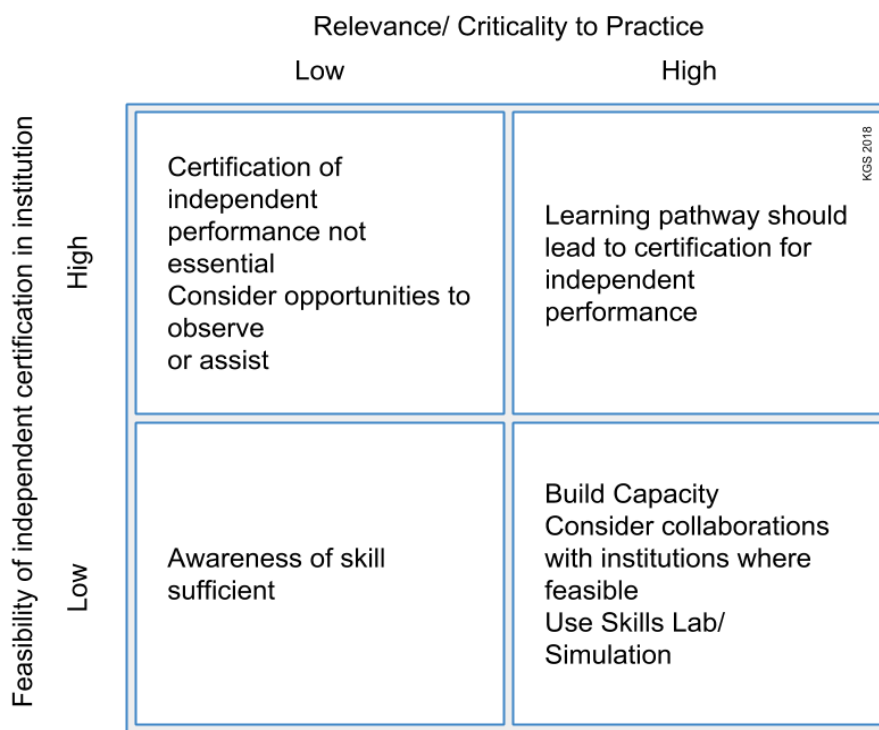 Relevance/ Criticality to Practice
Low
High
Feasibility of independent certification in institution
High
Certification of
independent
performance not
essential
Consider opportunities to
observe
or assist
KGS 2018
Learning pathway should
lead to certification for
independent
performance
Low
Awareness of skill
sufficient
Build Capacity
Consider collaborations
with institutions where
feasible
Use Skills Lab/
Simulation